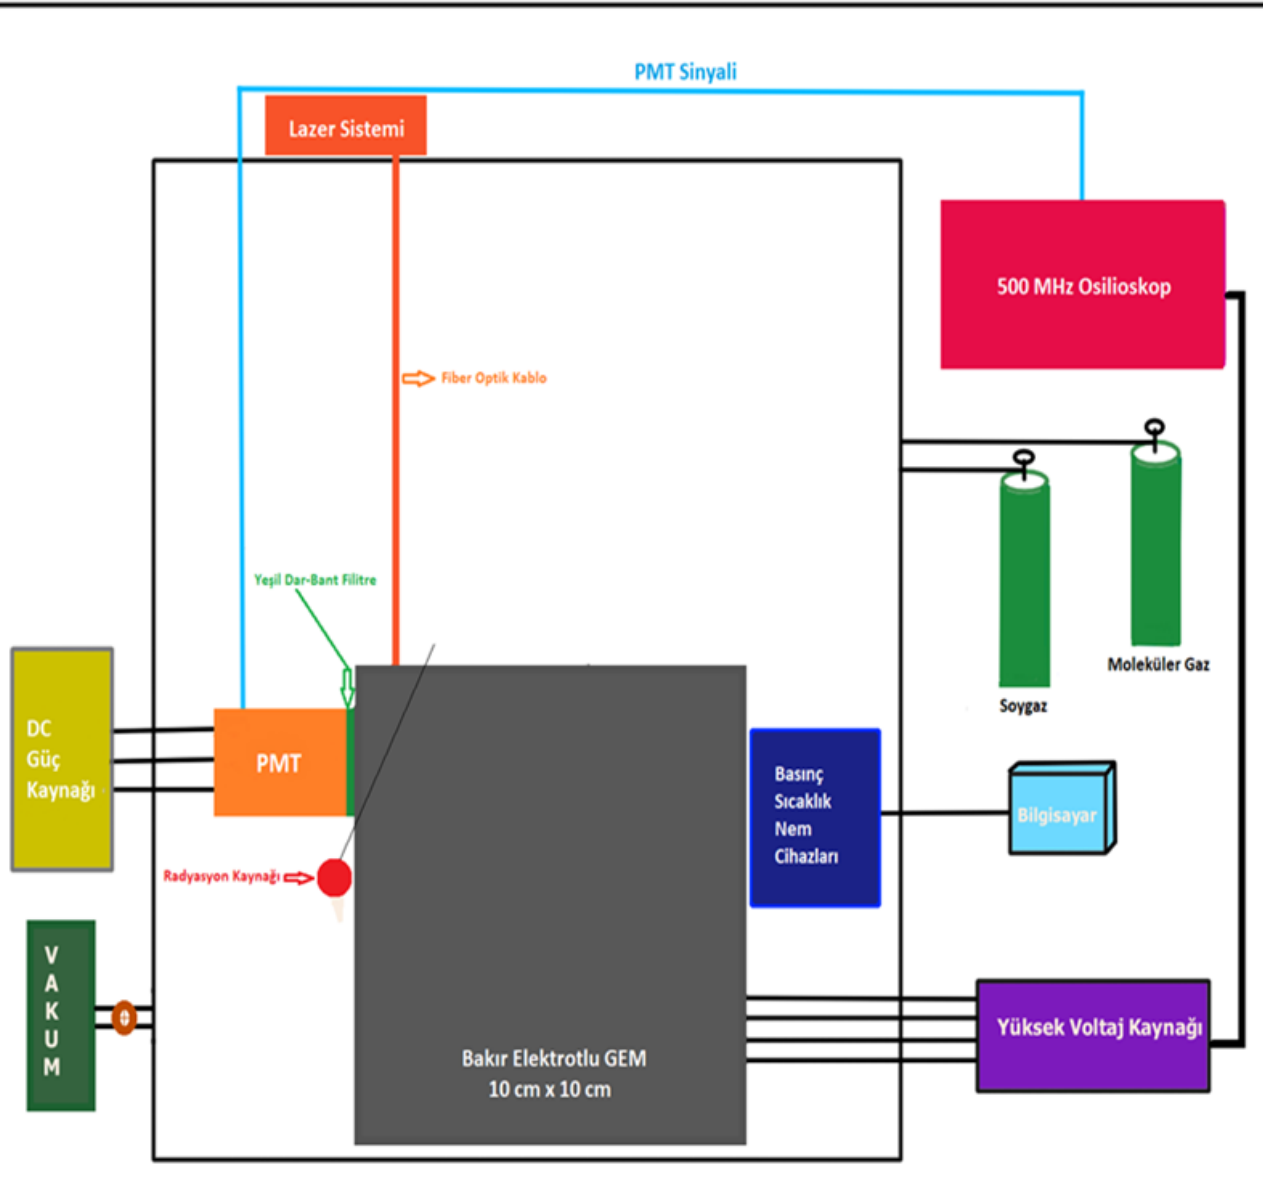 PMT Sinyali
Lazer Sistemi
500 MHz Osilioskop
Fiber Optik Kablo
Yeşil Dar-Bant Filitre
Moleküler Gaz
Soygaz
DC
Güç
Kaynağı
PMT
Basınç
Sıcaklık
Nem
Cihazları
Bilgisayar
Radyasyon Kaynağı
V
A
K
U
M
Yüksek Voltaj Kaynağı
Bakır Elektrotlu GEM
10 cm x 10 cm